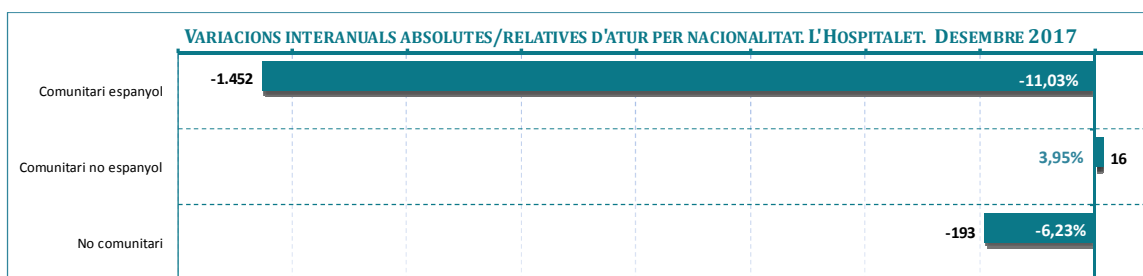 VARIACIONS INTERANUALS ABSOLUTES/RELATIVES D'ATUR PER NACIONALITAT. L'HOSPITALET. DESEMBRE 2017
Comunitari espanyol -1.452 -11,03%
Comunitari no espanyol 3,95% 16
No comunitari -193 -6,23%